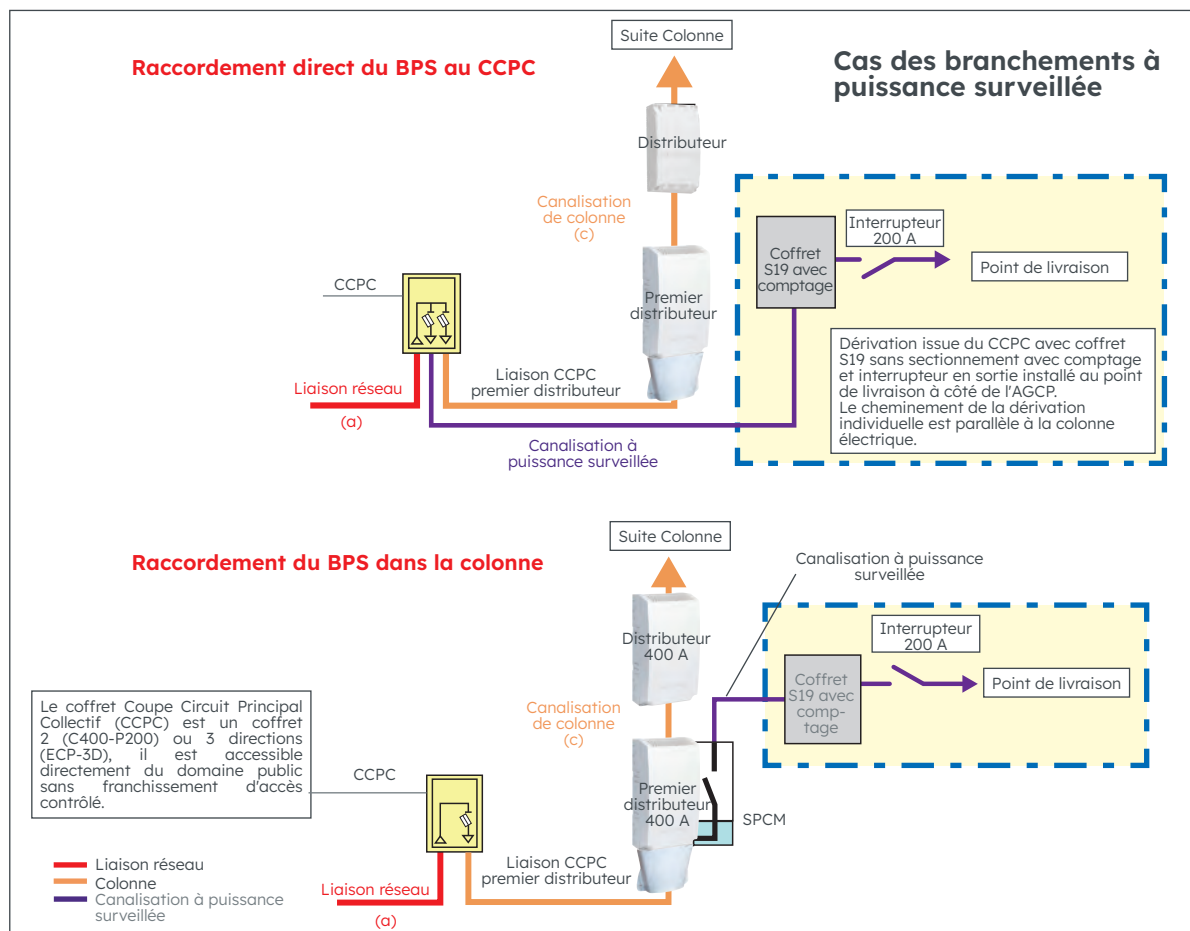 Suite Colonne
Raccordement direct du BPS au CCPC
Cas des branchements à
puissance surveillée
Distributeur
Canalisation
de colonne
(c)
Interrupteur
200 A
Coffret
S19 avec
comptage
Point de livraison
CCPC
Premier
distributeur
Dérivation issue du CCPC avec coffret
S19 sans sectionnement avec comptage
et interrupteur en sortie installé au point
de livraison à côté de l'AGCP.
Le cheminement de la dérivation
individuelle est parallèle à la colonne
électrique.
Liaison réseau
(a)
Liaison CCPC
premier distributeur
Canalisation à
puissance surveillée
Suite Colonne
Raccordement du BPS dans la colonne
Canalisation à puissance
surveillée
Distributeur
400 A
Interrupteur
200 A
Coffret
S19 avec
comp-
tage
Point de livraison
Le coffret Coupe Circuit Principal
Collectif (CCPC) est un coffret
2 (C400-P200) ou 3 directions
(ECP-3D), il est accessible
directement du domaine public
sans franchissement d'accès
contrôlé.
Canalisation
de colonne
(c)
CCPC
Premier
distributeur
400 A
SPCM
Liaison CCPC
premier distributeur
Liaison réseau
(a)
Liaison réseau
Colonne
Canalisation à puissance
surveillée